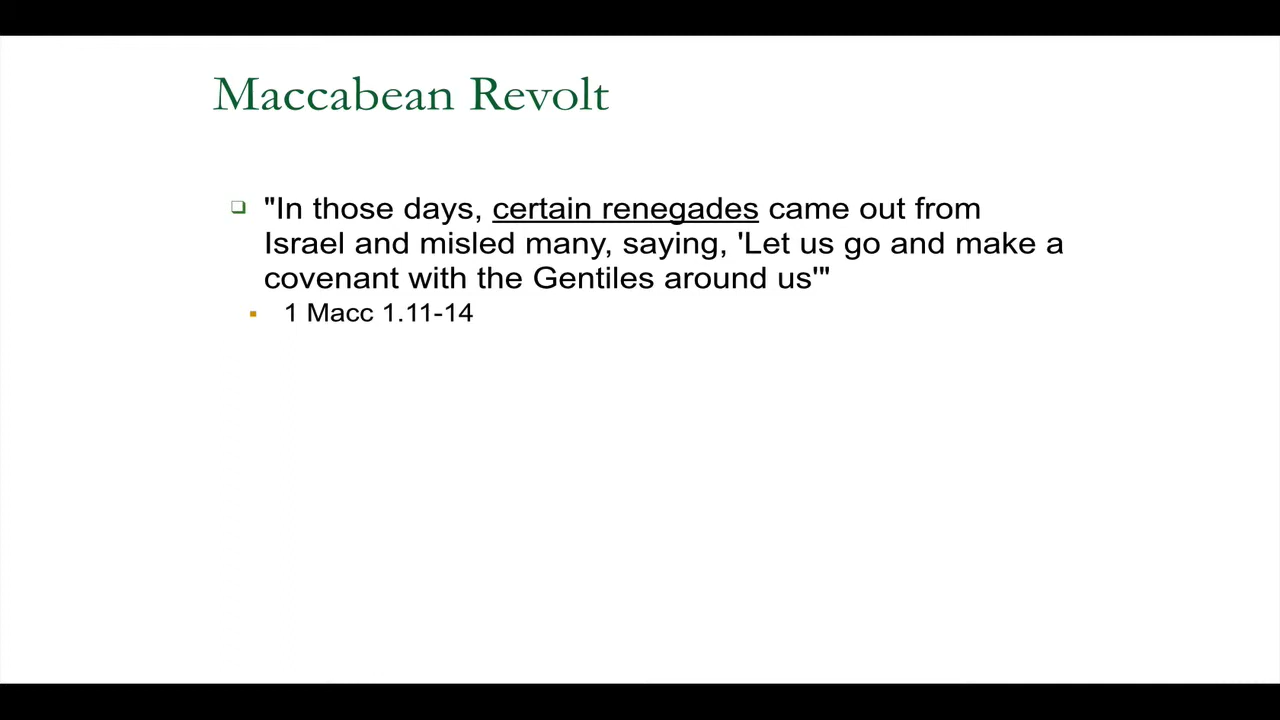 Maccabean Revolt
"In those days, certain renegades came out from
Israel and misled many, saying, 'Let us go and make a
covenant with the Gentiles around us'"
1 Macc 1.11-14